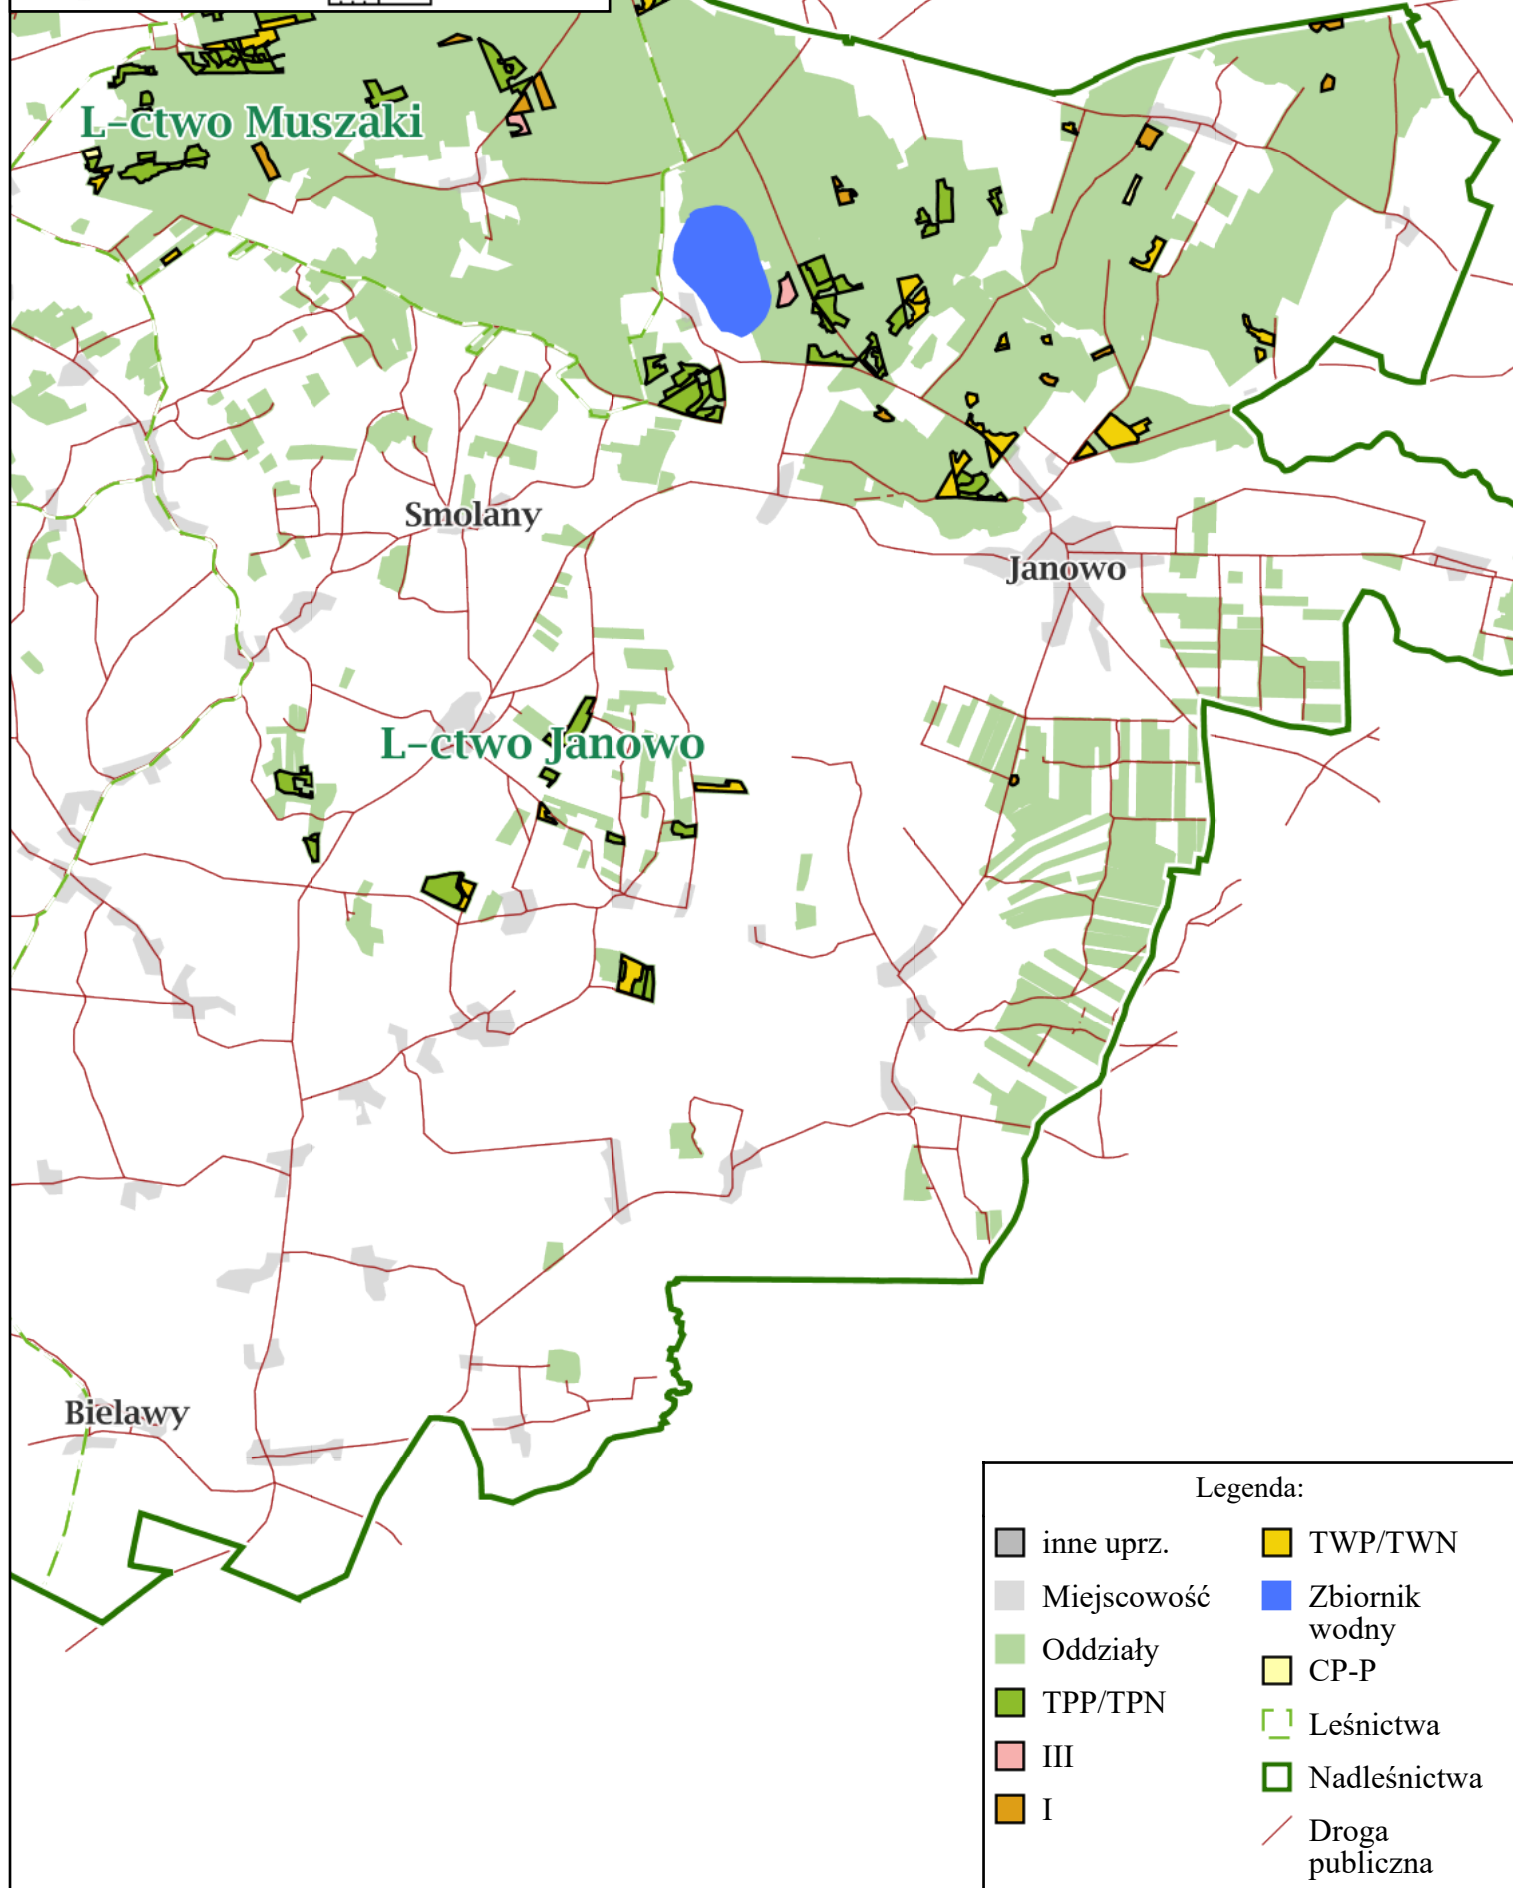 L-ctwo Muszaki
Smolany
Janowo
L-ctwo Janowo
Bielawy
Legenda:
inne uprz.
Miejscowość
Oddziały
TPP/TPN
III
I
TWP/TWN
Zbiornik
wodny
CP-P
Leśnictwa
Nadleśnictwa
Droga
publiczna